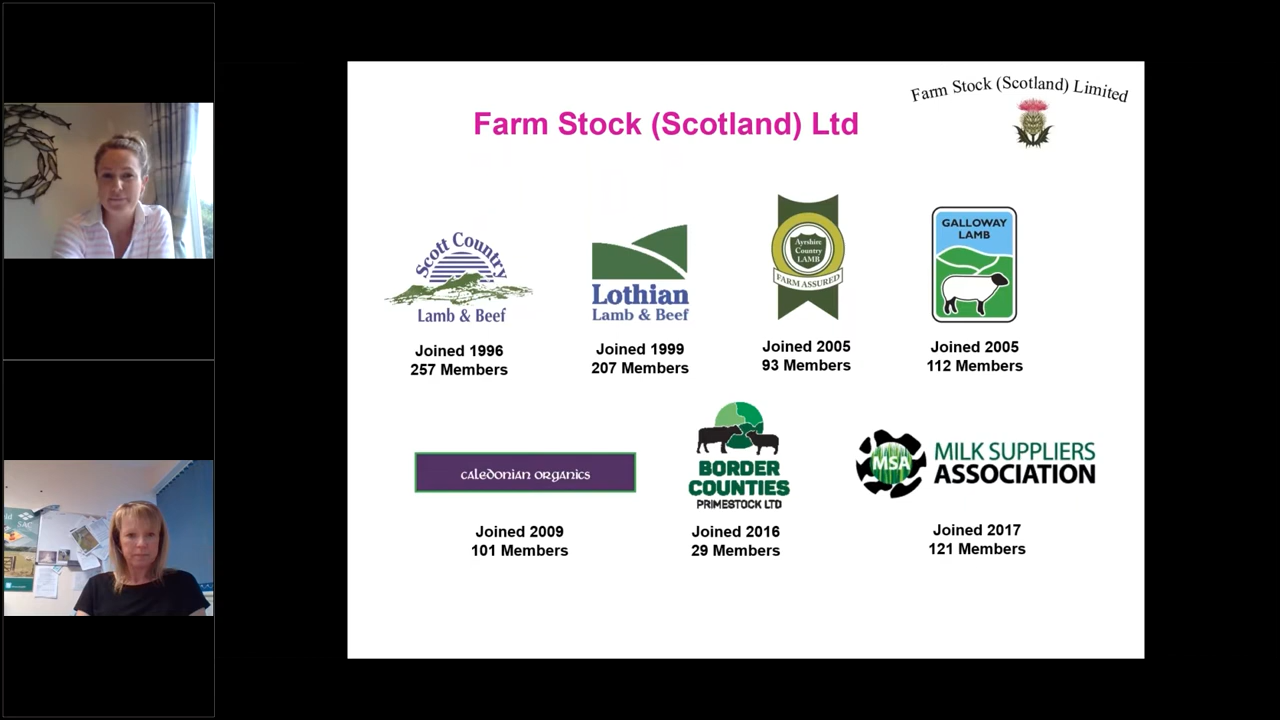 Farm Stock (Scotland) Limited
Farm Stock (Scotland) Ltd
Scott Country
Lamb & Beef
Joined 1996
257 Members
Lothian
Lamb & Beef
Joined 1999
207 Members
Ayrshire
Country
LAMB
FARM ASSURED
Joined 2005
93 Members
GALLOWAY
LAMB
Joined 2005
112 Members
CALEDONIAN ORGANICS
Joined 2009
101 Members
BORDER
COUNTIES
PRIMESTOCK LTD
Joined 2016
29 Members
MSA
MILK SUPPLIERS
ASSOCIATION
Joined 2017
121 Members
SAC